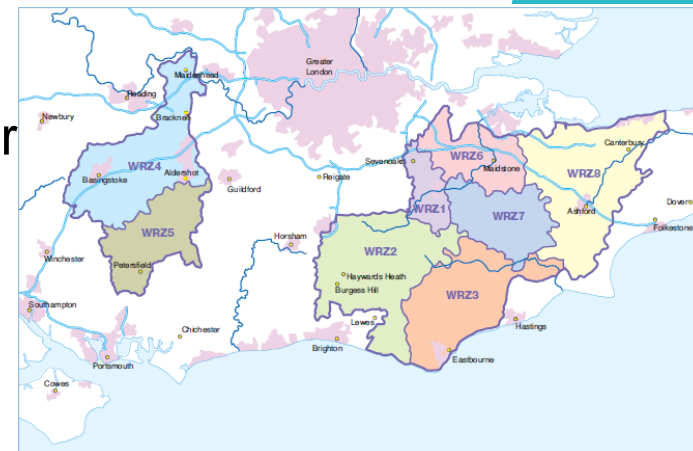 r
Greater
London
Maidenhead
Reading
Newbury
Bracknell
Canterbury
Sevenoaks
WRZ6
Maidstone
WRZ4
Basingstoke
Aldershot
Guildford
Reigate
WRZ8
Dover
Ashford
Folkestone
WRZ1
WRZ7
WRZ5
Horsham
WRZ2
Winchester
Petersfield
Haywards Heath
Burgess Hill
WRZ3
Southampton
Lewes
Hastings
Chichester
Brighton
Eastbourne
Portsmouth
Cowes